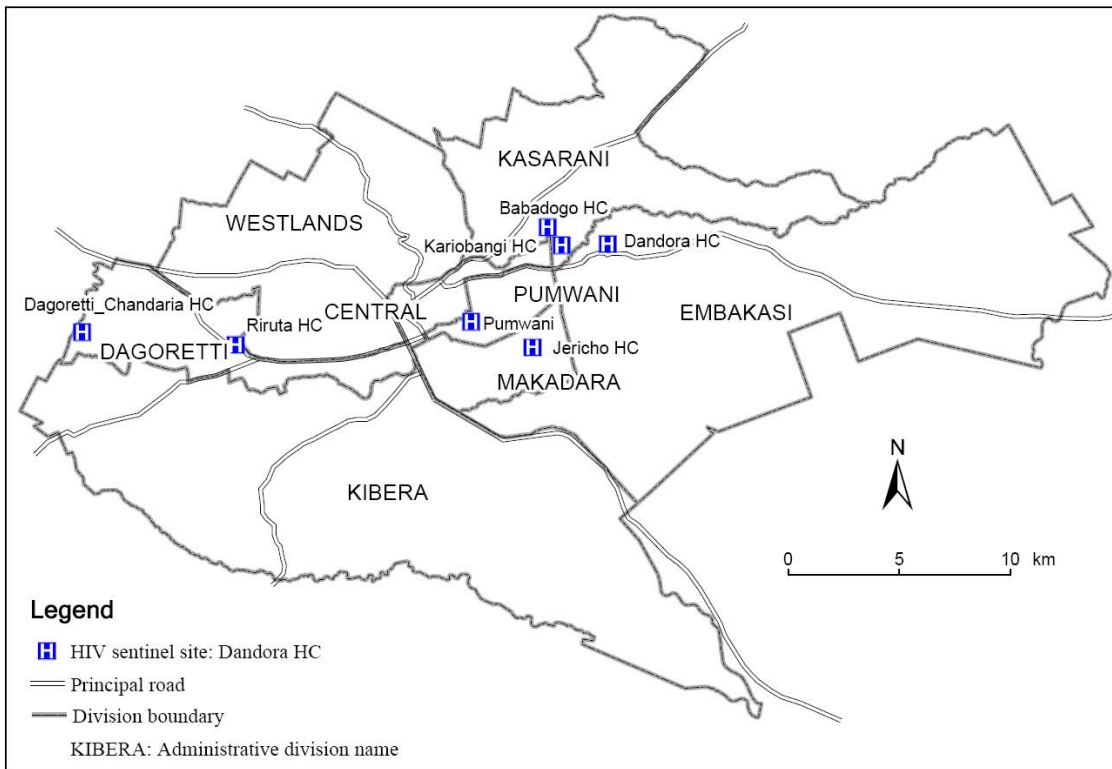 KASARANI
Babadogo HC
WESTLANDS
Kariobangi HC
Dandora HC
Dagoretti_Chandaria HC
CENTRAL
PUMWANI
EMBAKASI
Riruta HC
Pumwani
DAGORETTI
Jericho HC
MAKADARA
N
KIBERA
0 5 10 km
Legend
H HIV sentinel site: Dandora HC
Principal road
Division boundary
KIBERA: Administrative division name